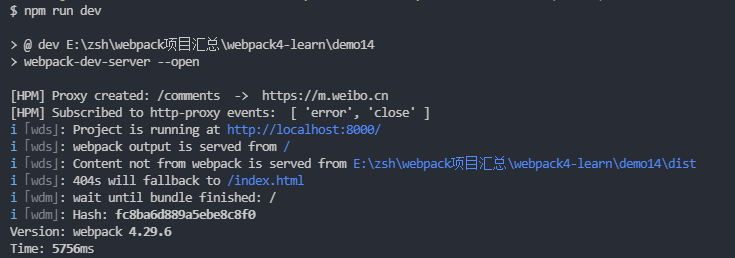 $ npm run dev
> @ dev E:\zsh\webpack项目汇总\webpack4-learn\demo14
> webpack-dev-server --open
[HPM] Proxy created: /comments  ->  https://m.weibo.cn
[HPM] Subscribed to http-proxy events:  [ 'error', 'close' ]
i ｢wds｣: Project is running at http://localhost:8000/
i ｢wds｣: webpack output is served from /
i ｢wds｣: Content not from webpack is served from E:\zsh\webpack项目汇总\webpack4-learn\demo14\dist
i ｢wds｣: 404s will fallback to /index.html
i ｢wdm｣: wait until bundle finished: /
i ｢wdm｣: Hash: fc8ba6d889a5ebe8c8f0
Version: webpack 4.29.6
Time: 5756ms